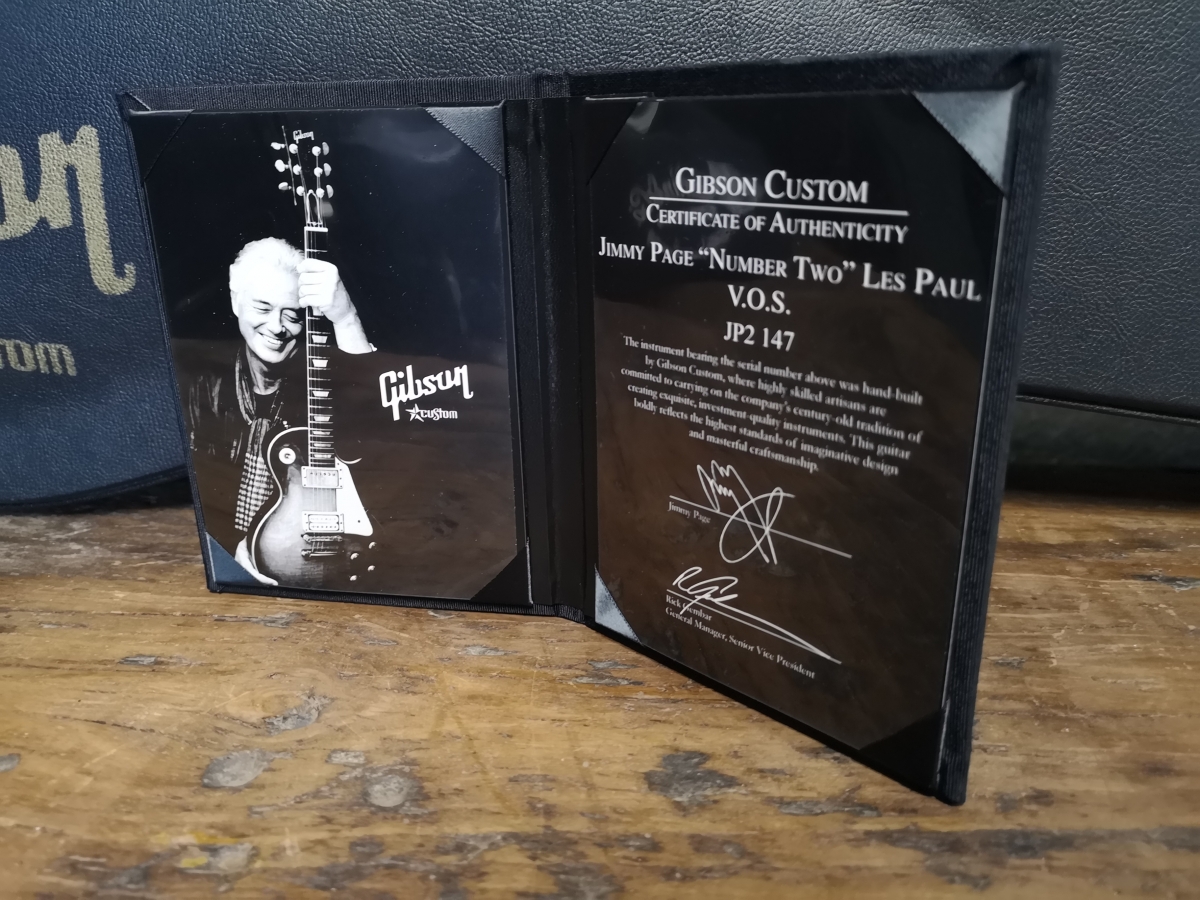 Gibson
Gibson
custom
GIBSON CUSTOM
CERTIFICATE OF AUTHENTICITY
JIMMY PAGE “NUMBER TWO” LES PAUL
V.O.S.
JP2 147
The instrument bearing the serial number above was hand-built
by Gibson Custom, where highly skilled artisans are
committed to carrying on the company's century-old tradition of
creating exquisite, investment-quality instruments. This guitar
boldly reflects the highest standards of imaginative design
and masterful craftsmanship.
Jimmy Page
Rick Gembar
General Manager, Senior Vice President